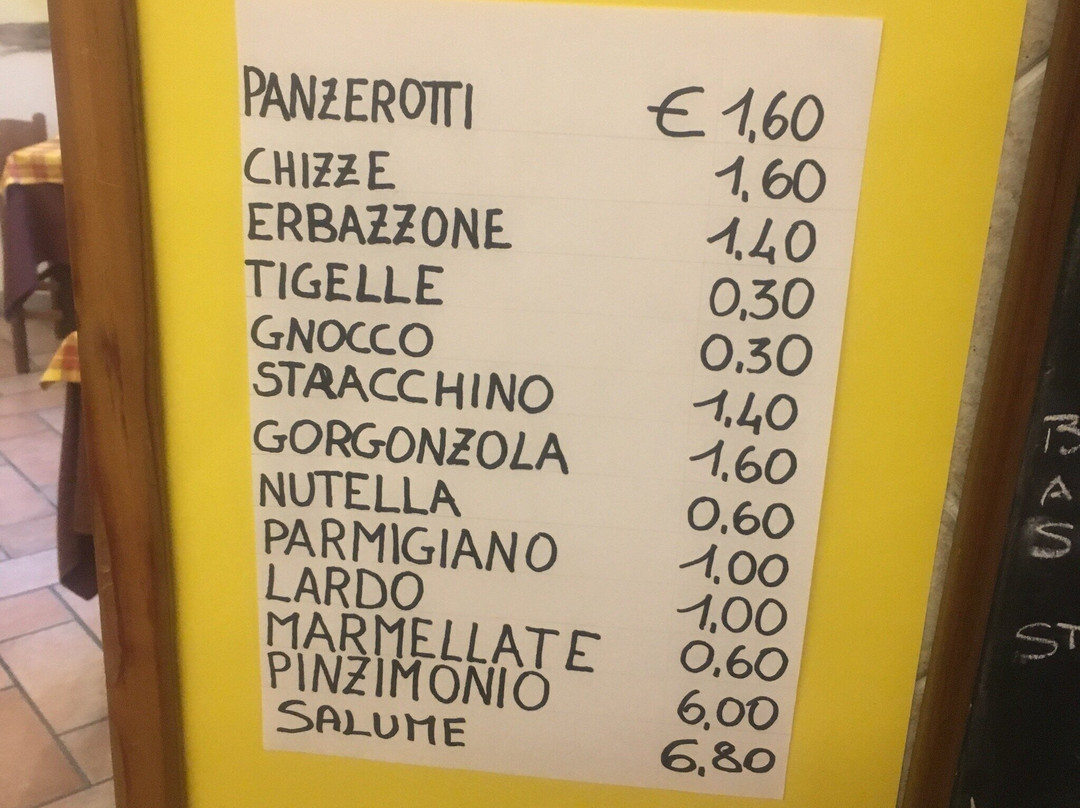 PANZEROTTI € 1,60
CHIZZE 1,60
ERBAZZONE 1,40
TIGELLE 0,30
GNOCCO 0,30
STRACCHINO 1,40
GORGONZOLA 1,60
NUTELLA 0,60
PARMIGIANO 1,00
LARDO 1,00
MARMELLATE 0,60
PINZIMONIO 6,00
SALUME 6,80